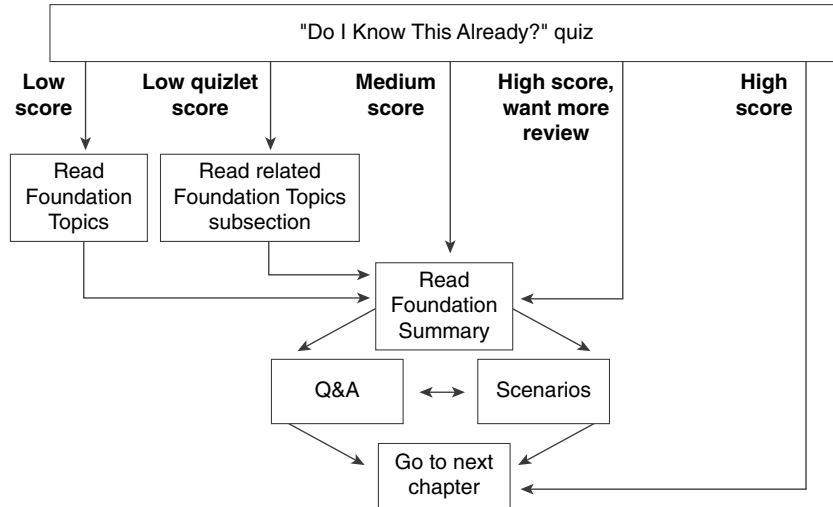 "Do I Know This Already?" quiz
Low
score
Low quizlet
score
Medium
score
High score,
want more
review
High
score
Read
Foundation
Topics
Read related
Foundation Topics
subsection
Read
Foundation
Summary
Q&A
Scenarios
Go to next
chapter